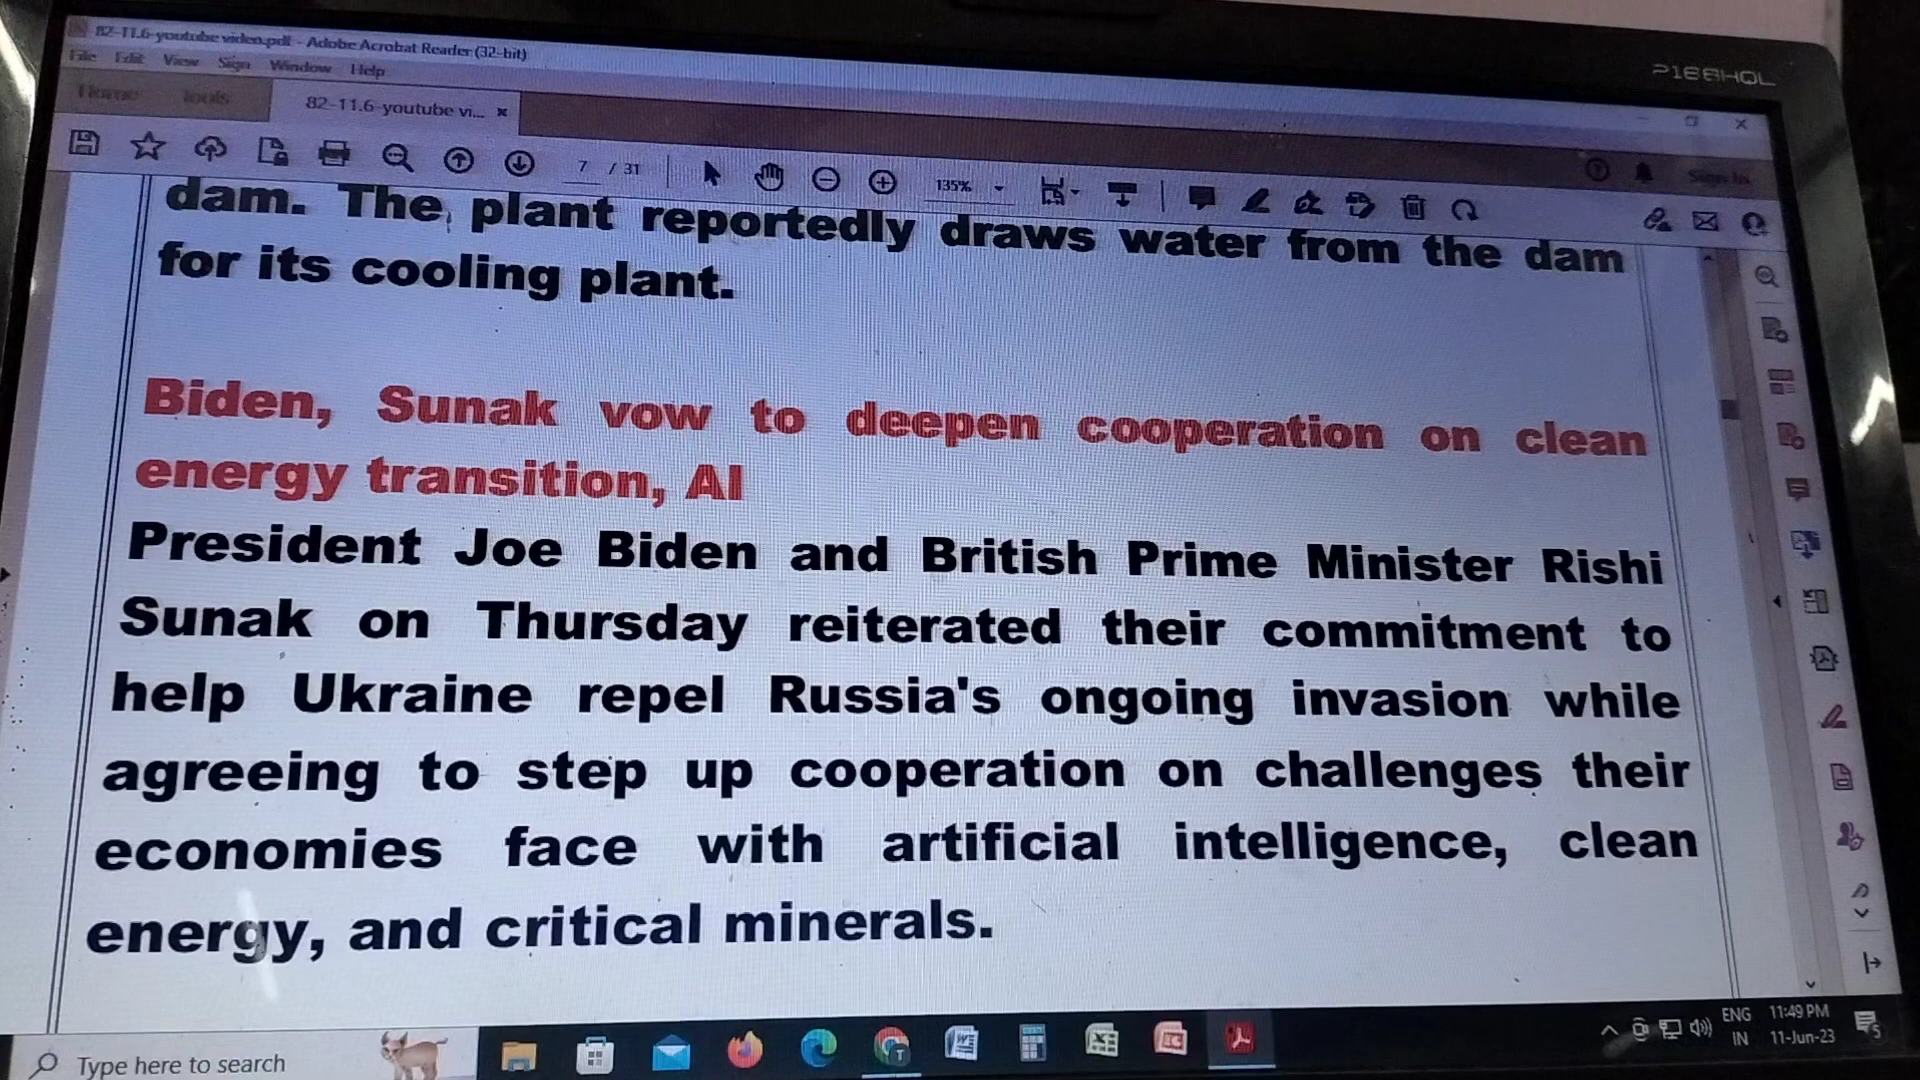 82-11.6-youtube video.pdf - Adobe Acrobat Reader (32-bit)
File Edit View Sign Window Help
Home Tools 82-11.6-youtube vi... ×
7 / 31 135%
Sign In
dam. The plant reportedly draws water from the dam
for its cooling plant.
Biden, Sunak vow to deepen cooperation on clean
energy transition, AI
President Joe Biden and British Prime Minister Rishi
Sunak on Thursday reiterated their commitment to
help Ukraine repel Russia's ongoing invasion while
agreeing to step up cooperation on challenges their
economies face with artificial intelligence, clean
energy, and critical minerals.
Type here to search
ENG 11:49 PM
IN 11-Jun-23
5